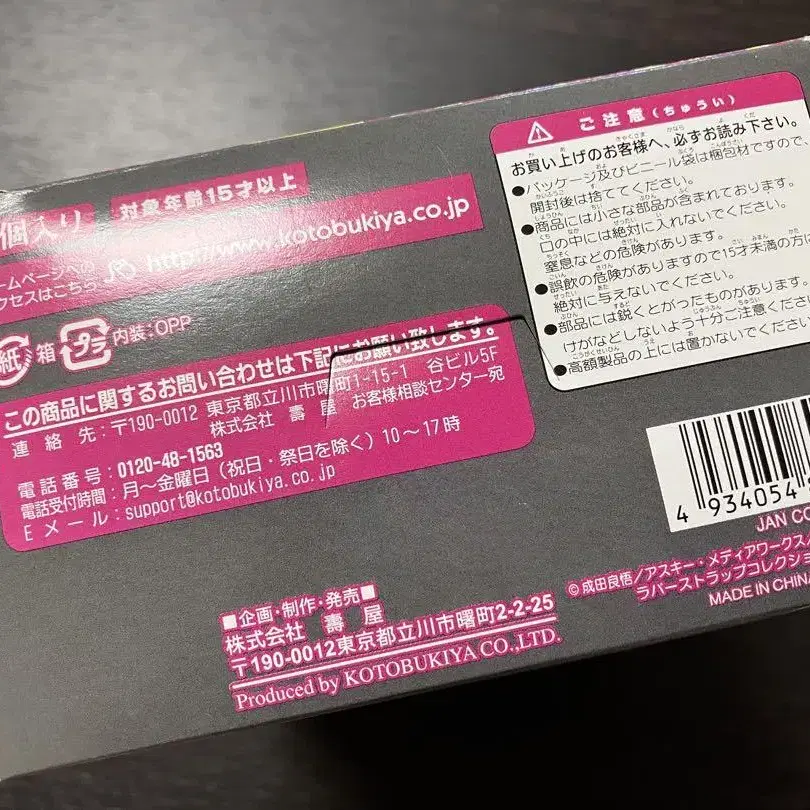 個入り 対象年齢15才以上
http://www.kotobukiya.co.jp
紙 箱 プラ 内装:OPP
この商品に関するお問い合わせは下記にお願い致します。
連絡先:〒190-0012 東京都立川市曙町1-15-1 谷ビル5F
株式会社 壽屋 お客様相談センター宛
電話番号:0120-48-1563
電話受付時間:月〜金曜日(祝日・祭日を除く)10〜17時
Eメール:support@kotobukiya.co.jp
■企画・制作・発売■
株式会社 壽屋
〒190-0012東京都立川市曙町2-2-25
Produced by KOTOBUKIYA CO.,LTD.
ご注意(ちゅうい)
お買い上げのお客様へ、必ずお読み下さい。
●パッケージ及びビニール袋は梱包材ですので、
開封後は捨ててください。
●商品には小さな部品が含まれております。
口の中には絶対に入れないでください。
窒息などの危険があります。
●誤飲の危険がありますので15才未満の方に
絶対に与えないでください。
●部品には鋭くとがったものがあります。
けがなどしないよう十分ご注意くださ
●高額製品の上には置かないでくださ
4 934054
JAN CO
©成田良悟/アスキー・メディアワークス/
ラバーストラップコレクショ
MADE IN CHINA